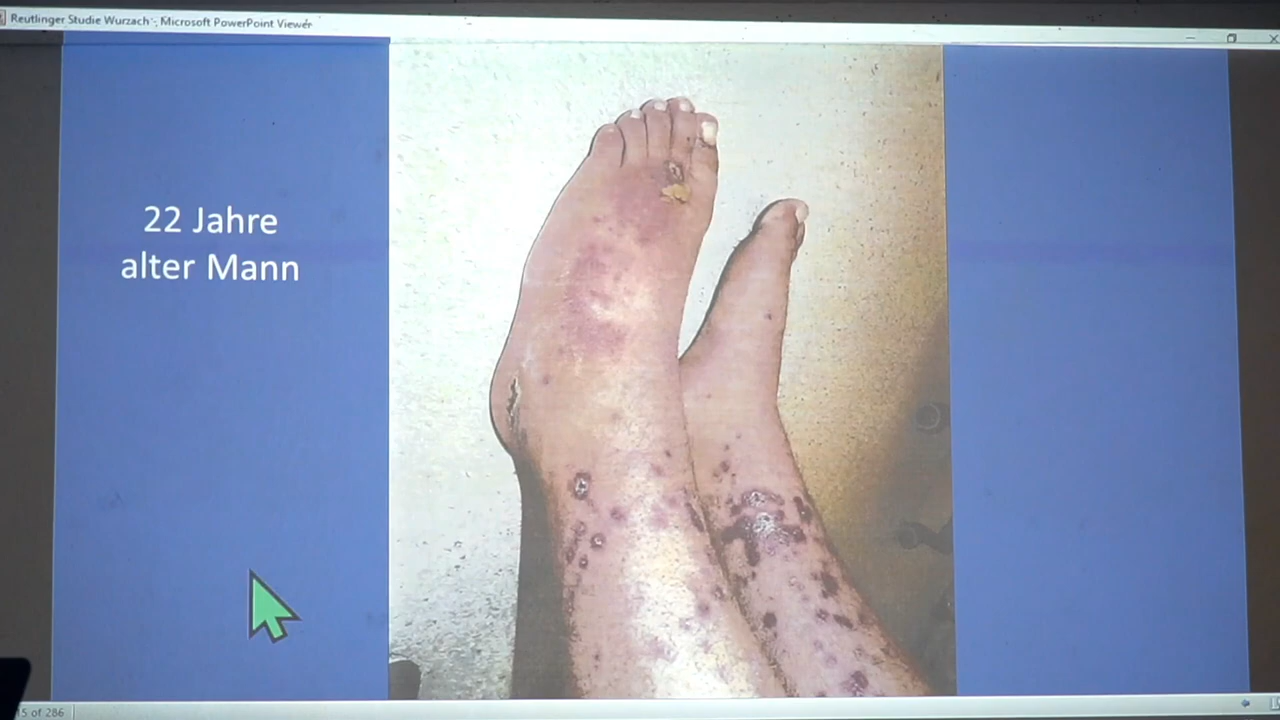 Reutlinger Studie Wurzach -, Microsoft PowerPoint Viewer
22 Jahre
alter Mann
5 of 286